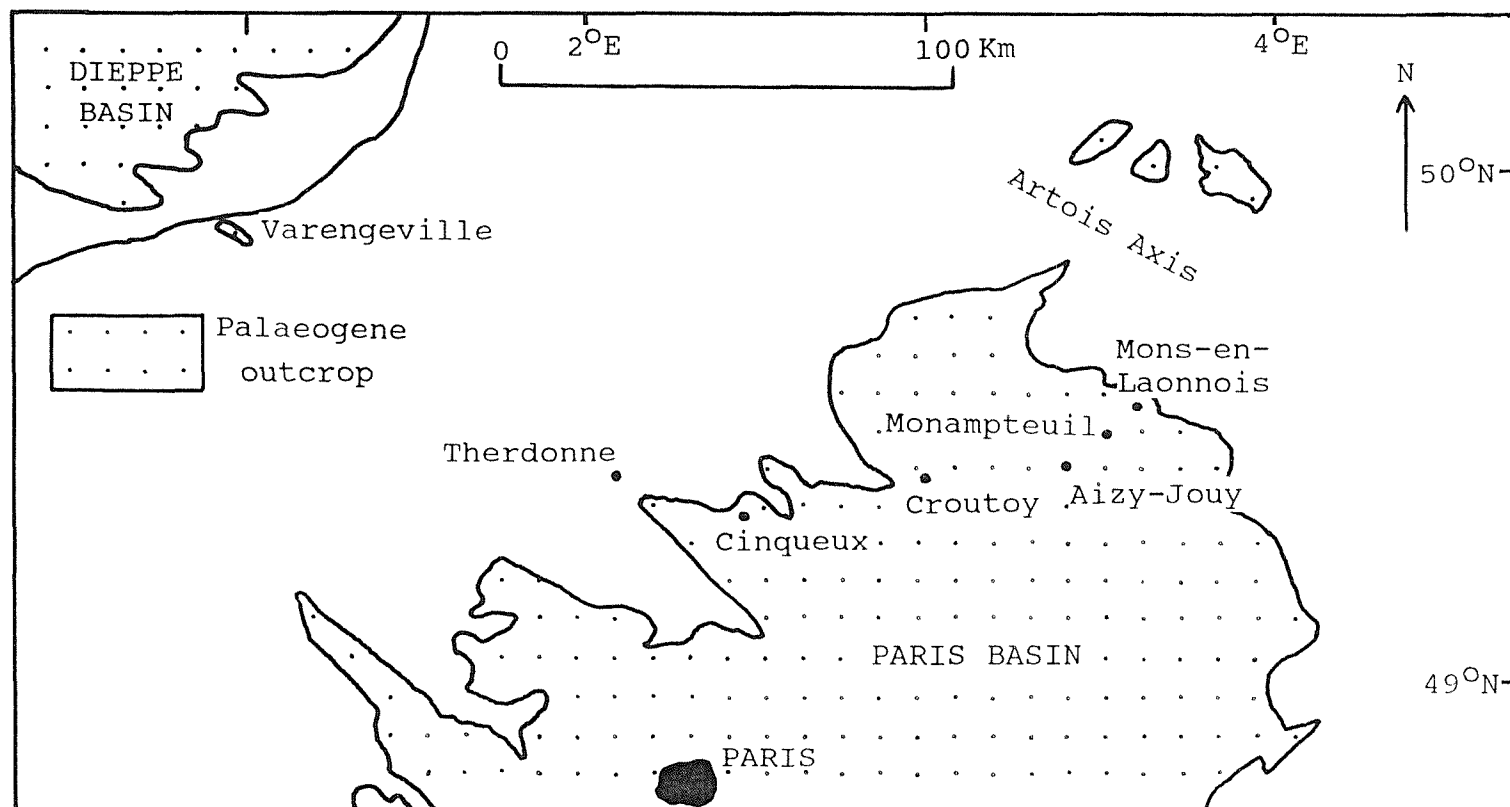 0
2°E
100 Km
4°E
N
DIEPPE
BASIN
50°N
Artois Axis
Varengeville
Palaeogene
outcrop
Mons-en-
Laonnois
Monampteuil
Therdonne
Croutoy
Aizy-Jouy
Cinqueux
PARIS BASIN
49°N
PARIS